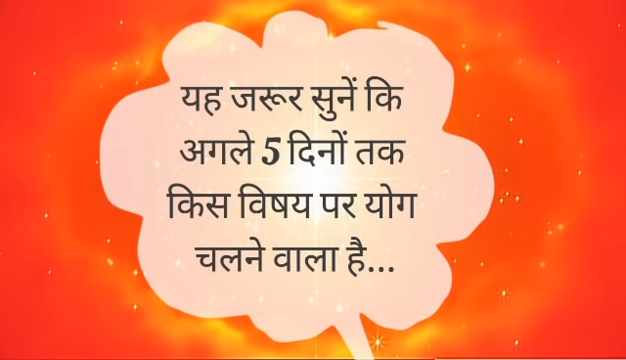 यह जरूर सुनें कि
अगले 5 दिनों तक
किस विषय पर योग
चलने वाला है...